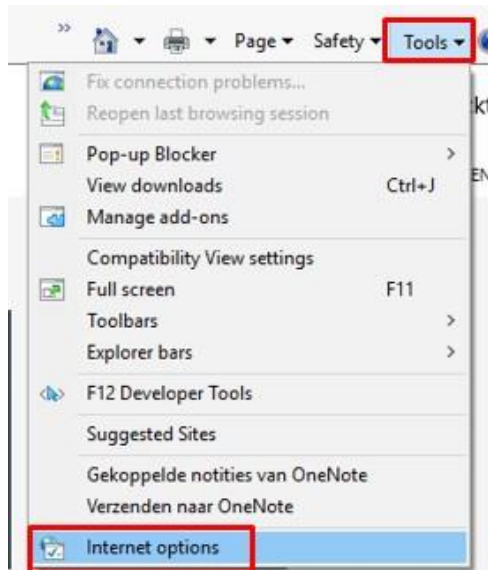 » Page Safety Tools
Fix connection problems...
Reopen last browsing session
Pop-up Blocker
View downloads Ctrl+J
Manage add-ons
Compatibility View settings
Full screen F11
Toolbars
Explorer bars
F12 Developer Tools
Suggested Sites
Gekoppelde notities van OneNote
Verzenden naar OneNote
Internet options